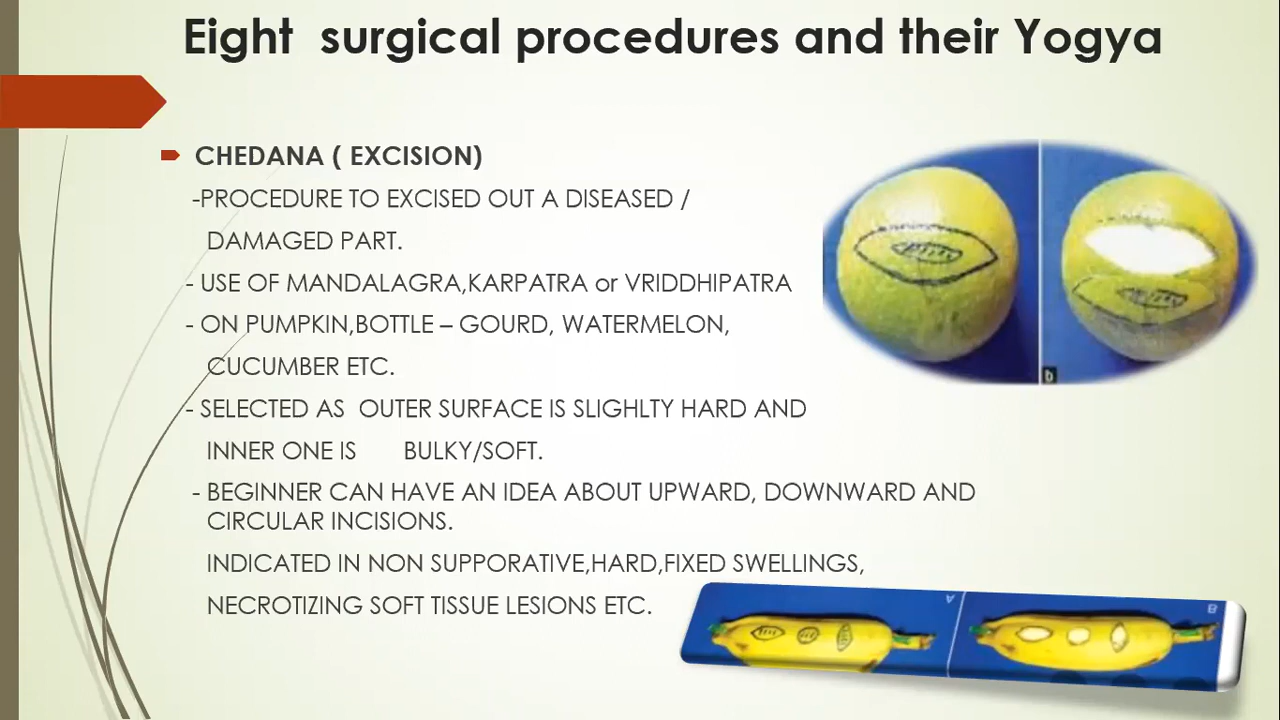 Eight surgical procedures and their Yogya
CHEDANA ( EXCISION)
-PROCEDURE TO EXCISED OUT A DISEASED /
DAMAGED PART.
- USE OF MANDALAGRA,KARPATRA or VRIDDHIPATRA
- ON PUMPKIN,BOTTLE – GOURD, WATERMELON,
CUCUMBER ETC.
- SELECTED AS OUTER SURFACE IS SLIGHLTY HARD AND
INNER ONE IS BULKY/SOFT.
- BEGINNER CAN HAVE AN IDEA ABOUT UPWARD, DOWNWARD AND
CIRCULAR INCISIONS.
INDICATED IN NON SUPPORATIVE,HARD,FIXED SWELLINGS,
NECROTIZING SOFT TISSUE LESIONS ETC.
b
A
B